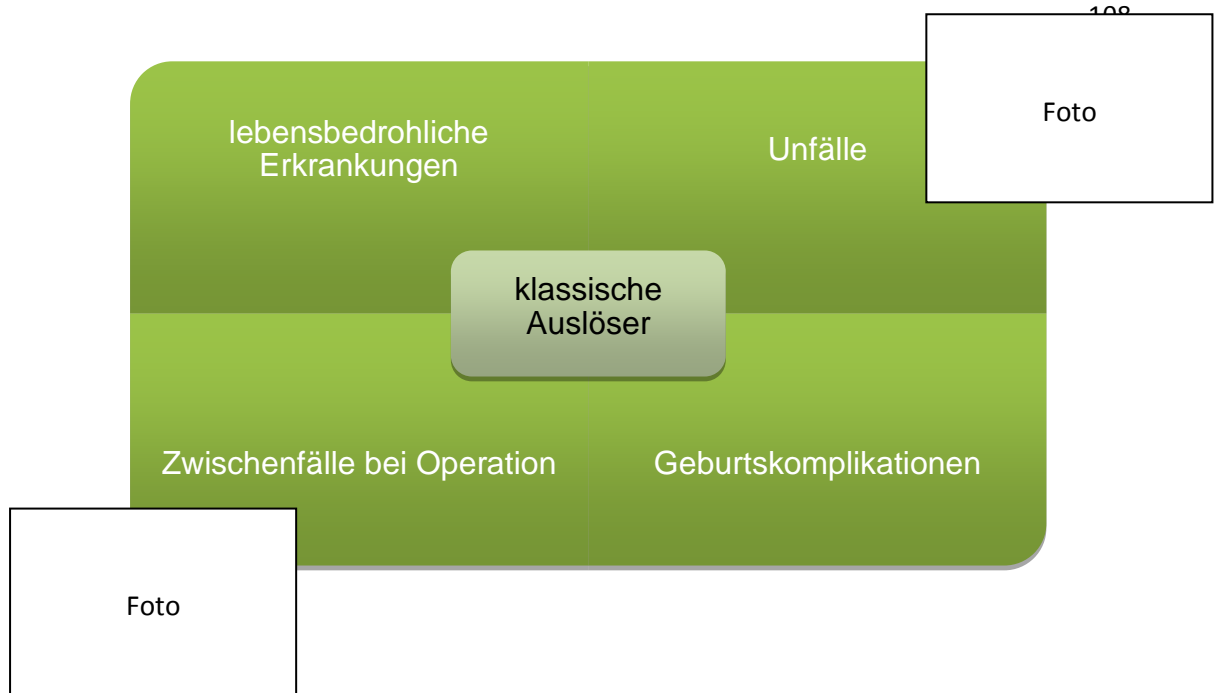 Foto
lebensbedrohliche
Erkrankungen
Unfälle
klassische
Auslöser
Zwischenfälle bei Operation
Geburtskomplikationen
Foto